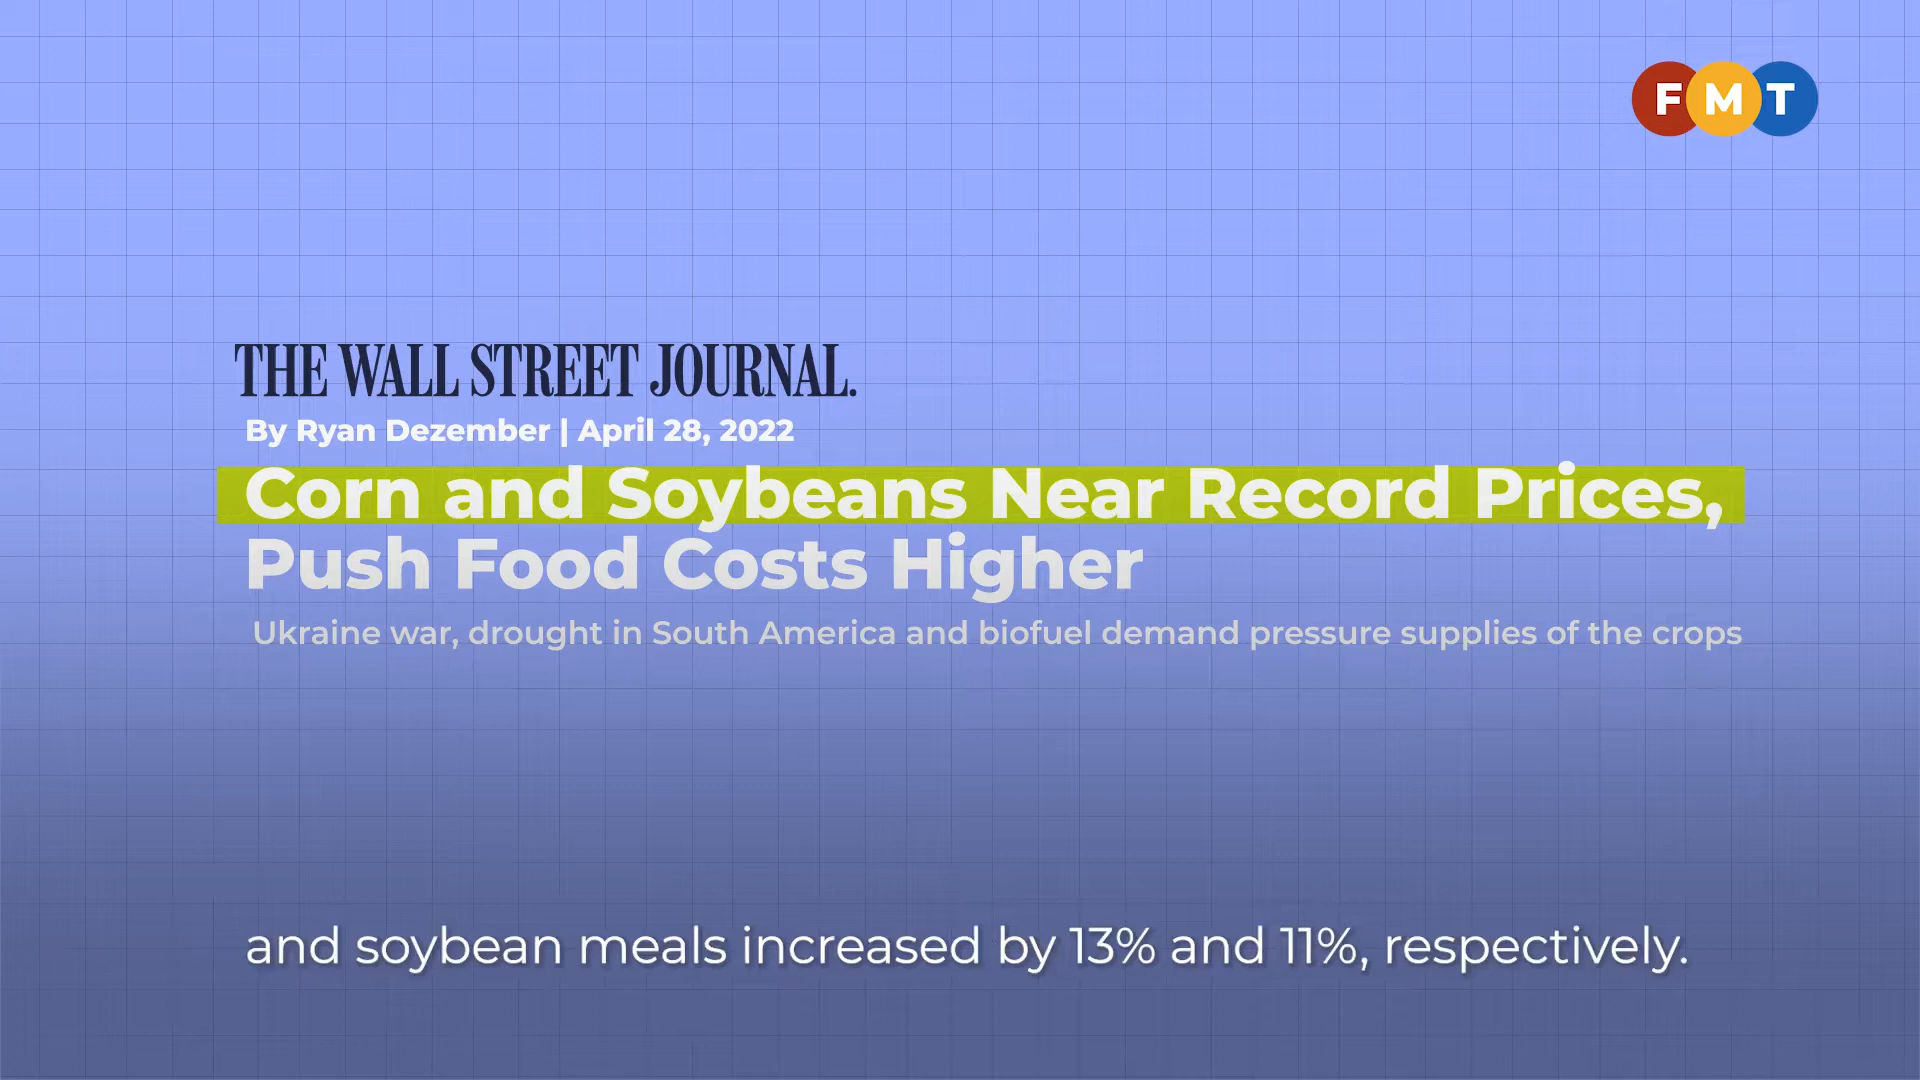 FMT
THE WALL STREET JOURNAL.
By Ryan Dezember | April 28, 2022
Corn and Soybeans Near Record Prices,
Push Food Costs Higher
Ukraine war, drought in South America and biofuel demand pressure supplies of the crops
and soybean meals increased by 13% and 11%, respectively.